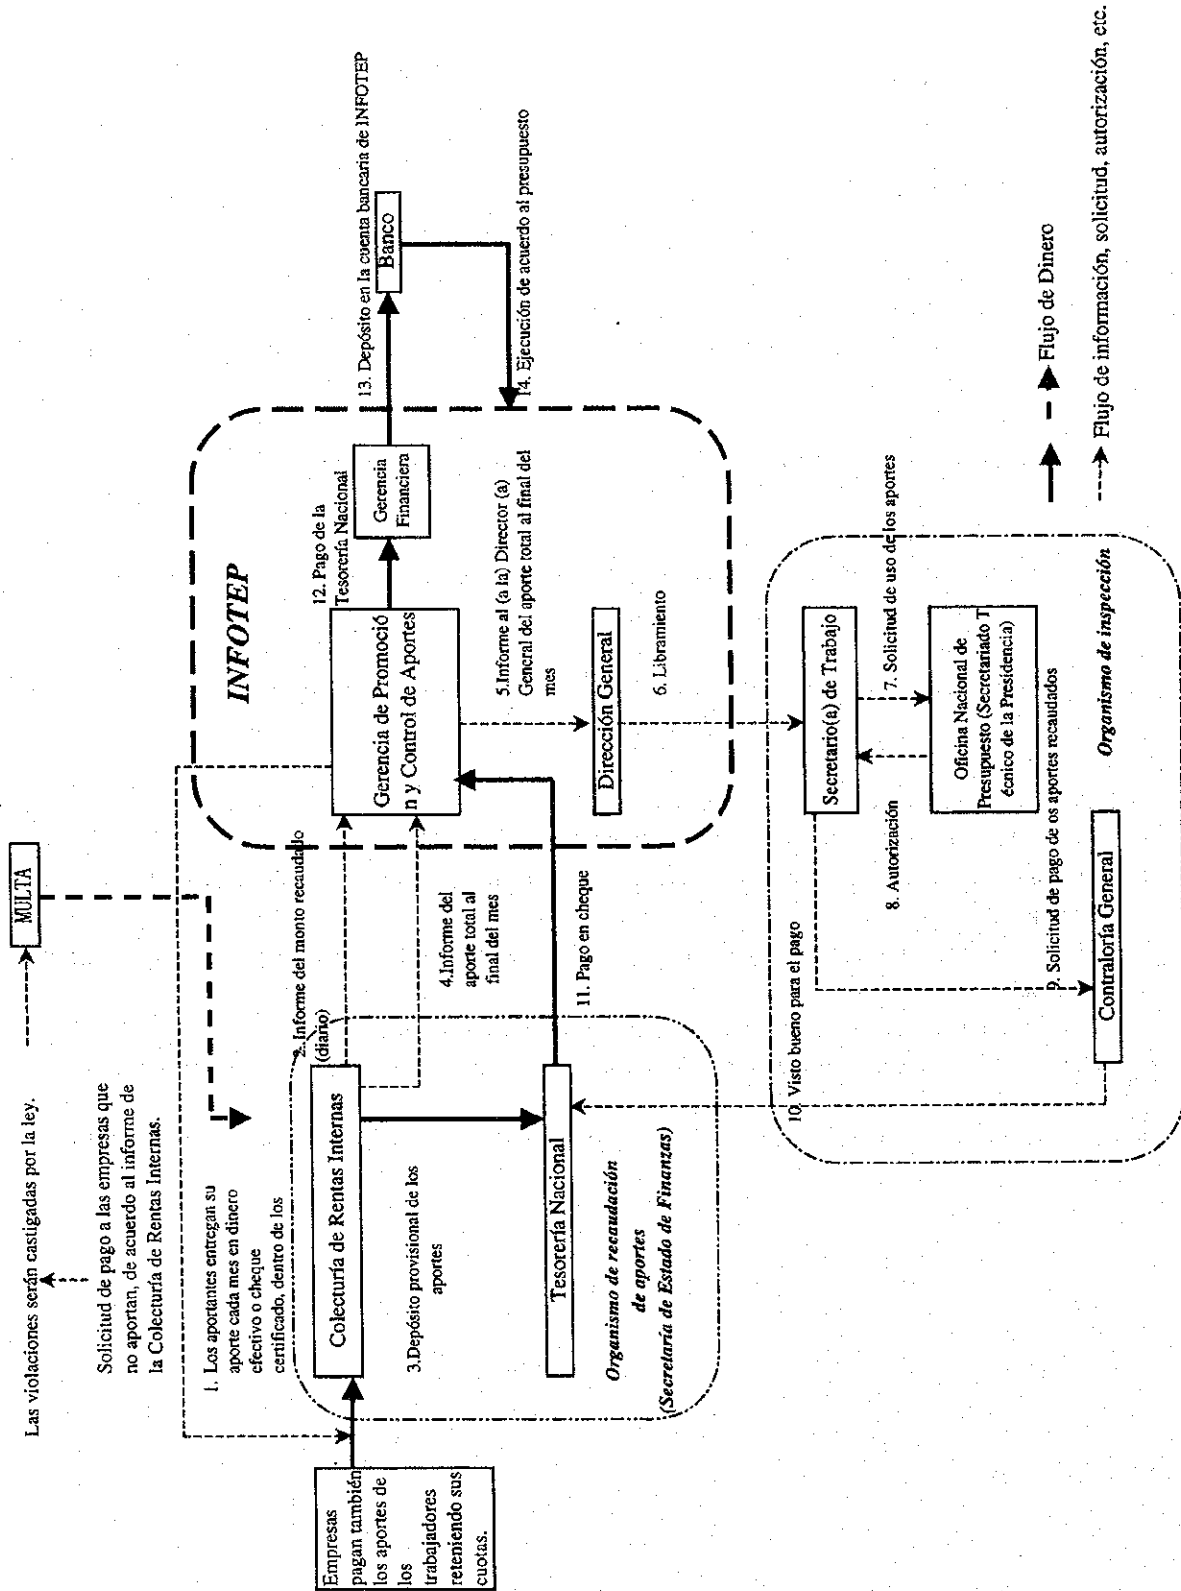 Las violaciones serán castigadas por la ley.
MULTA
Solicitud de pago a las empresas que
no aportan, de acuerdo al informe de
la Colecturía de Rentas Internas.
1. Los aportantes entregan su
aporte cada mes en dinero
efectivo o cheque
certificado, dentro de los
Empresas
pagan también
los aportes de
los
trabajadores
reteniendo sus
cuotas.
Colecturía de Rentas Internas
2. Informe del monto recaudado
(diario)
3.Depósito provisional de los
aportes
4.Informe del
aporte total al
final del mes
Tesorería Nacional
Organismo de recaudación
de aportes
(Secretaría de Estado de Finanzas)
11. Pago en cheque
INFOTEP
12. Pago de la
Tesorería Nacional
Gerencia de Promoció
n y Control de Aportes
Gerencia
Financiera
5.Informe al (a la) Director (a)
General del aporte total al final del
mes
Dirección General
6. Libramiento
13. Depósito en la cuenta bancaria de INFOTEP
Banco
14. Ejecución de acuerdo al presupuesto
10. Visto bueno para el pago
Secretario(a) de Trabajo
7. Solicitud de uso de los aportes
8. Autorización
Oficina Nacional de
Presupuesto (Secretariado T
écnico de la Presidencia)
9. Solicitud de pago de os aportes recaudados
Contraloría General
Organismo de inspección
Flujo de Dinero
Flujo de información, solicitud, autorización, etc.